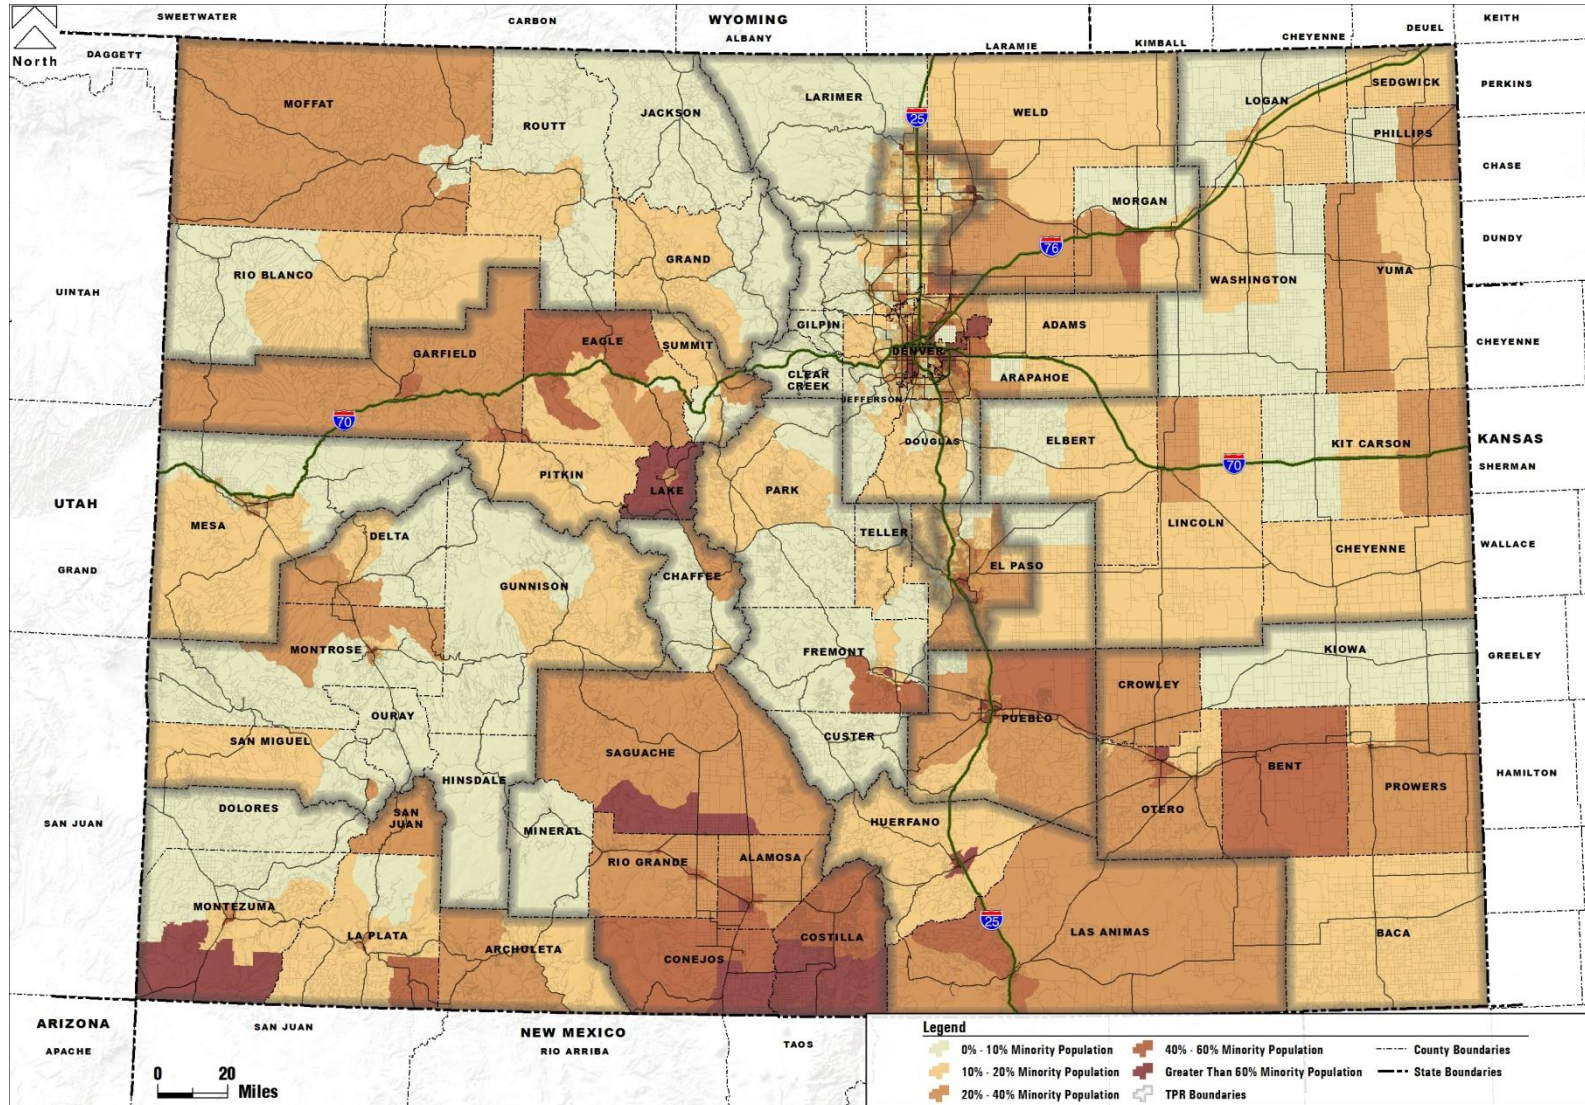 SWEETWATER
CARBON
WYOMING
ALBANY
LARAMIE
KIMBALL
CHEYENNE
DEUEL
KEITH
North
DAGGETT
MOFFAT
ROUTT
JACKSON
LARIMER
25
WELD
LOGAN
SEDGWICK
PERKINS
PHILLIPS
CHASE
MORGAN
76
UINTAH
RIO BLANCO
GRAND
WASHINGTON
YUMA
DUNDY
GARFIELD
EAGLE
SUMMIT
GILPIN
ADAMS
CHEYENNE
DENVER
CLEAR
CREEK
ARAPAHOE
JEFFERSON
70
DOUGLAS
ELBERT
KIT CARSON
KANSAS
SHERMAN
70
PITKIN
LAKE
PARK
UTAH
MESA
LINCOLN
DELTA
TELLER
CHEYENNE
WALLACE
GRAND
GUNNISON
CHAFFEE
EL PASO
MONTROSE
FREMONT
KIOWA
GREELEY
CROWLEY
OURAY
PUEBLO
SAN MIGUEL
SAGUACHE
CUSTER
BENT
HAMILTON
HINSDALE
PROWERS
DOLORES
SAN
JUAN
SAN JUAN
MINERAL
HUERFANO
OTERO
RIO GRANDE
ALAMOSA
MONTEZUMA
25
LA PLATA
ARCHULETA
CONEJOS
COSTILLA
LAS ANIMAS
BACA
ARIZONA
APACHE
SAN JUAN
NEW MEXICO
RIO ARRIBA
TAOS
0 20
Miles
Legend
0% - 10% Minority Population
10% - 20% Minority Population
20% - 40% Minority Population
40% - 60% Minority Population
Greater Than 60% Minority Population
TPR Boundaries
County Boundaries
State Boundaries